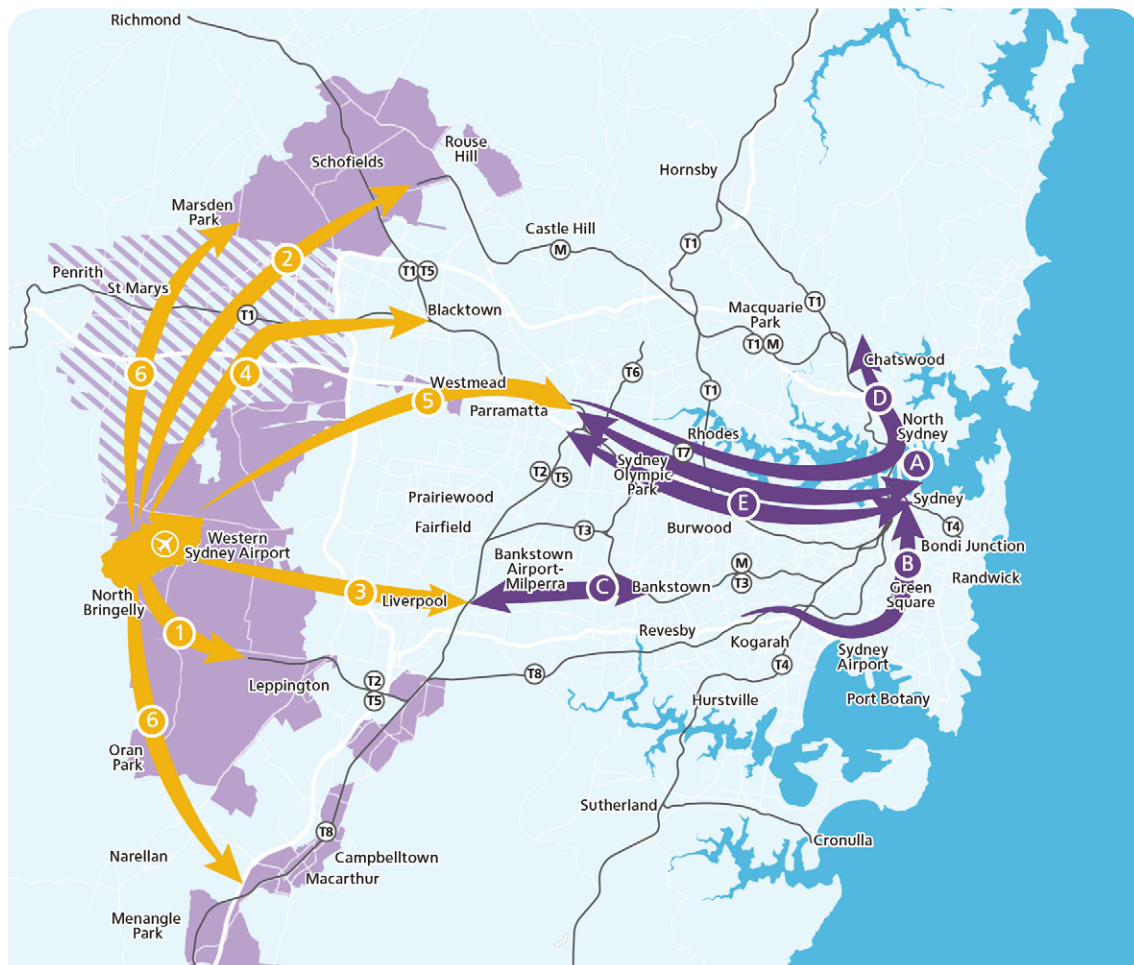 Richmond
Rouse
Hill
Schofields
Hornsby
Marsden
Park
Castle Hill
T1
M
2
Penrith
T1 T5
St Marys
T1
Macquarie
Park
Blacktown
T1
T1 M
Chatswood
6
4
T6
Westmead
5
T1
D
Parramatta
North
Sydney
Rhodes
T7
A
Sydney
Olympic
Park
T2
T5
Prairiewood
Sydney
E
Fairfield
T3
Burwood
T4
Western
Sydney Airport
Bondi Junction
Bankstown
Airport-
Milperra
M
T3
B
Randwick
C
Bankstown
Green
Square
North
Bringelly
3
Liverpool
1
Revesby
Kogarah
Sydney
Airport
T4
T8
Leppington
T2
T5
Hurstville
Port Botany
6
Oran
Park
Sutherland
T8
Cronulla
Narellan
Campbelltown
Macarthur
Menangle
Park